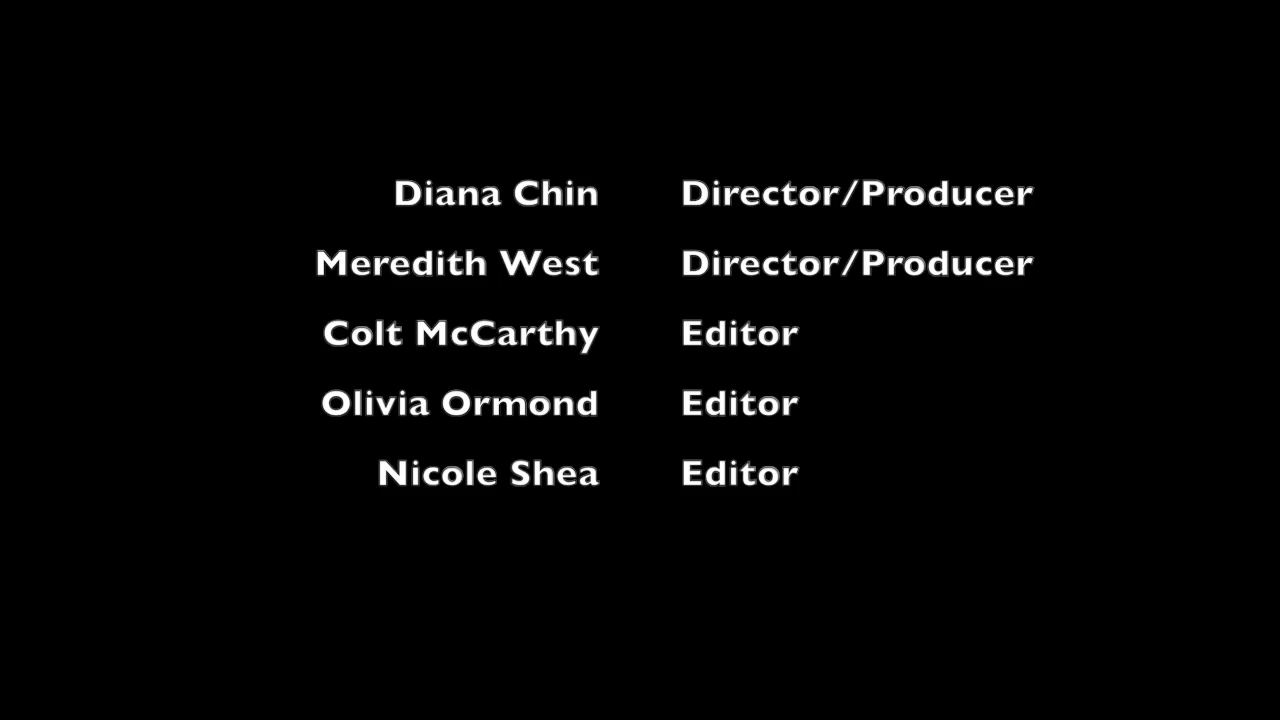 Diana Chin Director/Producer
Meredith West Director/Producer
Colt McCarthy Editor
Olivia Ormond Editor
Nicole Shea Editor